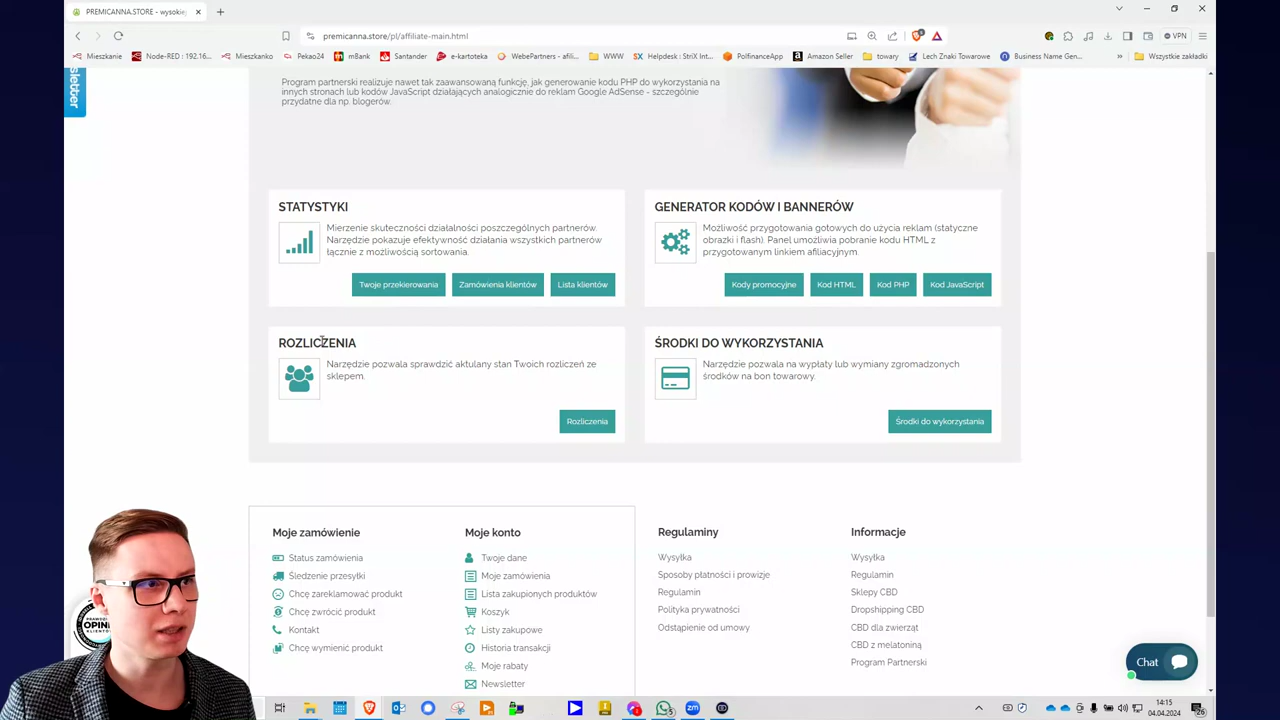 PREMICANNA.STORE - wysokiej
premicanna.store/pl/affiliate-main.html
VPN
Mieszkanie
Node-RED : 192.16...
Mieszkanko
Pekao24
mBank
Santander
e-kartoteka
WebePartners - afili...
WWW
Helpdesk : StriX Int...
PolfinanceApp
Amazon Seller
towary
Lech Znaki Towarowe
Business Name Gen...
Wszystkie zakładki
sletter
Program partnerski realizuje nawet tak zaawansowaną funkcję, jak generowanie kodu PHP do wykorzystania na
innych stronach lub kodów JavaScript działających analogicznie do reklam Google AdSense - szczególnie
przydatne dla np. blogerów.
STATYSTYKI
Mierzenie skuteczności działalności poszczególnych partnerów.
Narzędzie pokazuje efektywność działania wszystkich partnerów
łącznie z możliwością sortowania.
Twoje przekierowania
Zamówienia klientów
Lista klientów
GENERATOR KODÓW I BANNERÓW
Możliwość przygotowania gotowych do użycia reklam (statyczne
obrazki i flash). Panel umożliwia pobranie kodu HTML z
przygotowanym linkiem afiliacyjnym.
Kody promocyjne
Kod HTML
Kod PHP
Kod JavaScript
ROZLICZENIA
Narzędzie pozwala sprawdzić aktulany stan Twoich rozliczeń ze
sklepem.
Rozliczenia
ŚRODKI DO WYKORZYSTANIA
Narzędzie pozwala na wypłaty lub wymiany zgromadzonych
środków na bon towarowy.
Środki do wykorzystania
Moje zamówienie
Status zamówienia
Śledzenie przesyłki
Chcę zareklamować produkt
Chcę zwrócić produkt
Kontakt
Chcę wymienić produkt
Moje konto
Twoje dane
Moje zamówienia
Lista zakupionych produktów
Koszyk
Listy zakupowe
Historia transakcji
Moje rabaty
Newsletter
Regulaminy
Wysyłka
Sposoby płatności i prowizje
Regulamin
Polityka prywatności
Odstąpienie od umowy
Informacje
Wysyłka
Regulamin
Sklepy CBD
Dropshipping CBD
CBD dla zwierząt
CBD z melatoniną
Program Partnerski
OPIN
Chat
14:15
04.04.2024